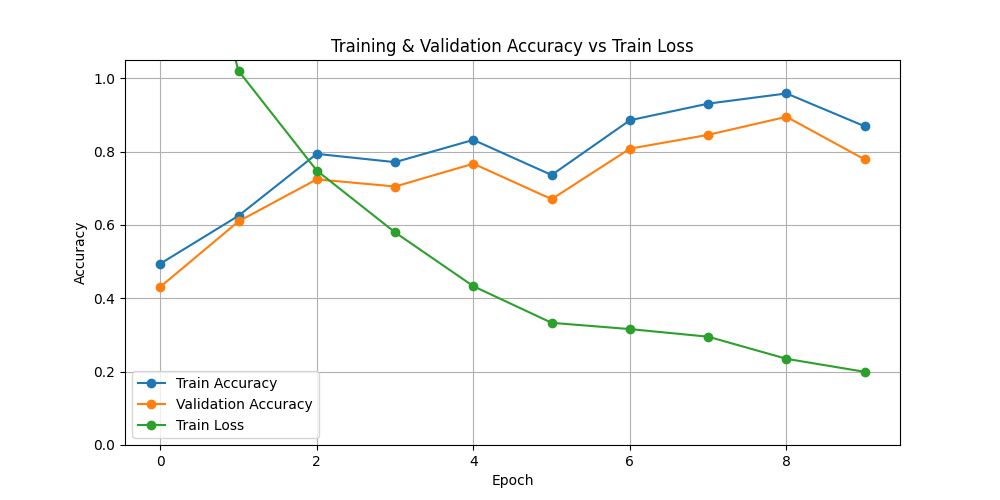 Training & Validation Accuracy vs Train Loss
1.0
0.8
0.6
0.4
0.2
0.0
Accuracy
Train Accuracy
Validation Accuracy
Train Loss
0 2 4 6 8
Epoch